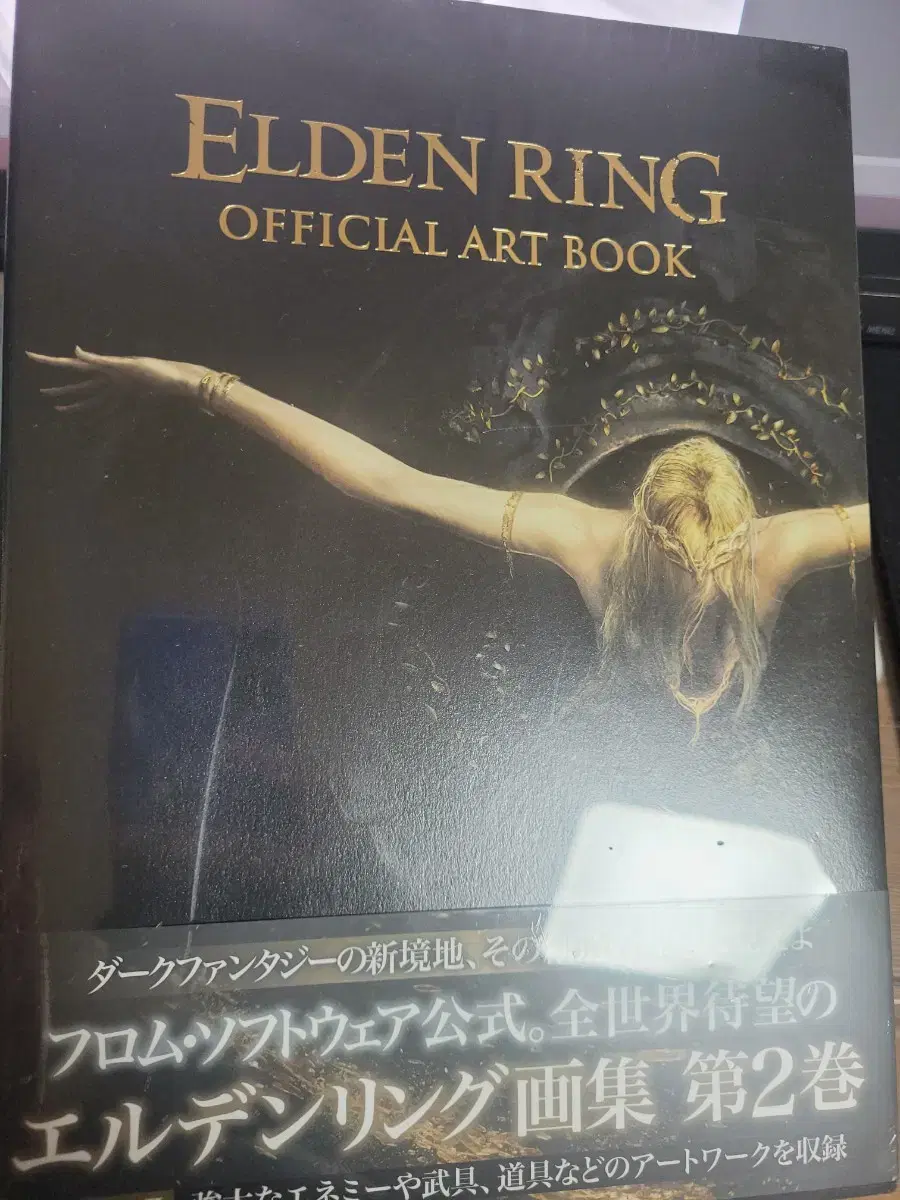 ELDEN RING
OFFICIAL ART BOOK
MENU
ダークファンタジーの新境地、その
フロム・ソフトウェア公式。全世界待望の
エルデンリング画集 第2巻
強大なエネミーや武具、道具などのアートワークを収録